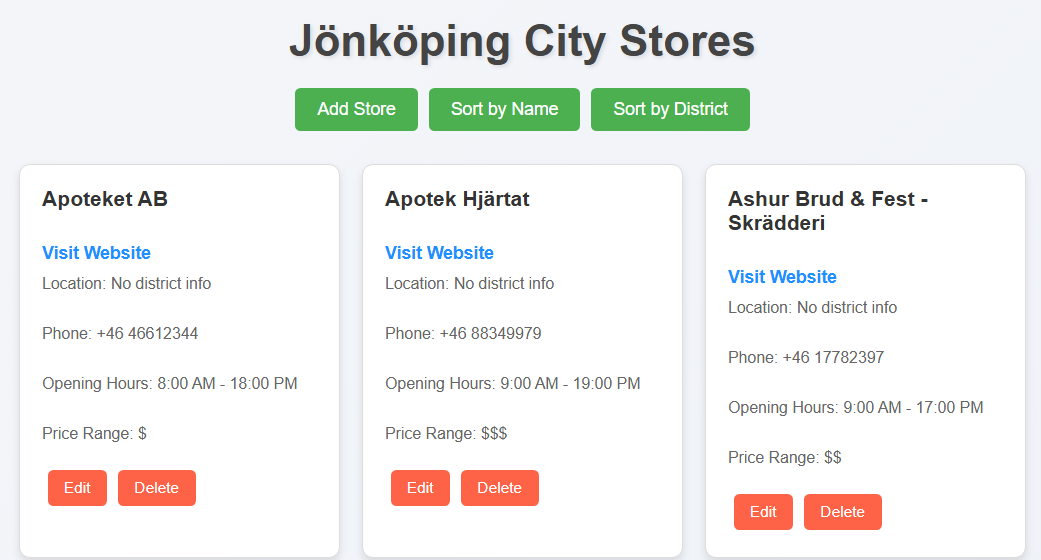 Jönköping City Stores
Add Store
Sort by Name
Sort by District
Apoteket AB
Visit Website
Location: No district info
Phone: +46 46612344
Opening Hours: 8:00 AM - 18:00 PM
Price Range: $
Edit
Delete
Apotek Hjärtat
Visit Website
Location: No district info
Phone: +46 88349979
Opening Hours: 9:00 AM - 19:00 PM
Price Range: $$$
Edit
Delete
Ashur Brud & Fest -
Skrädderi
Visit Website
Location: No district info
Phone: +46 17782397
Opening Hours: 9:00 AM - 17:00 PM
Price Range: $$
Edit
Delete